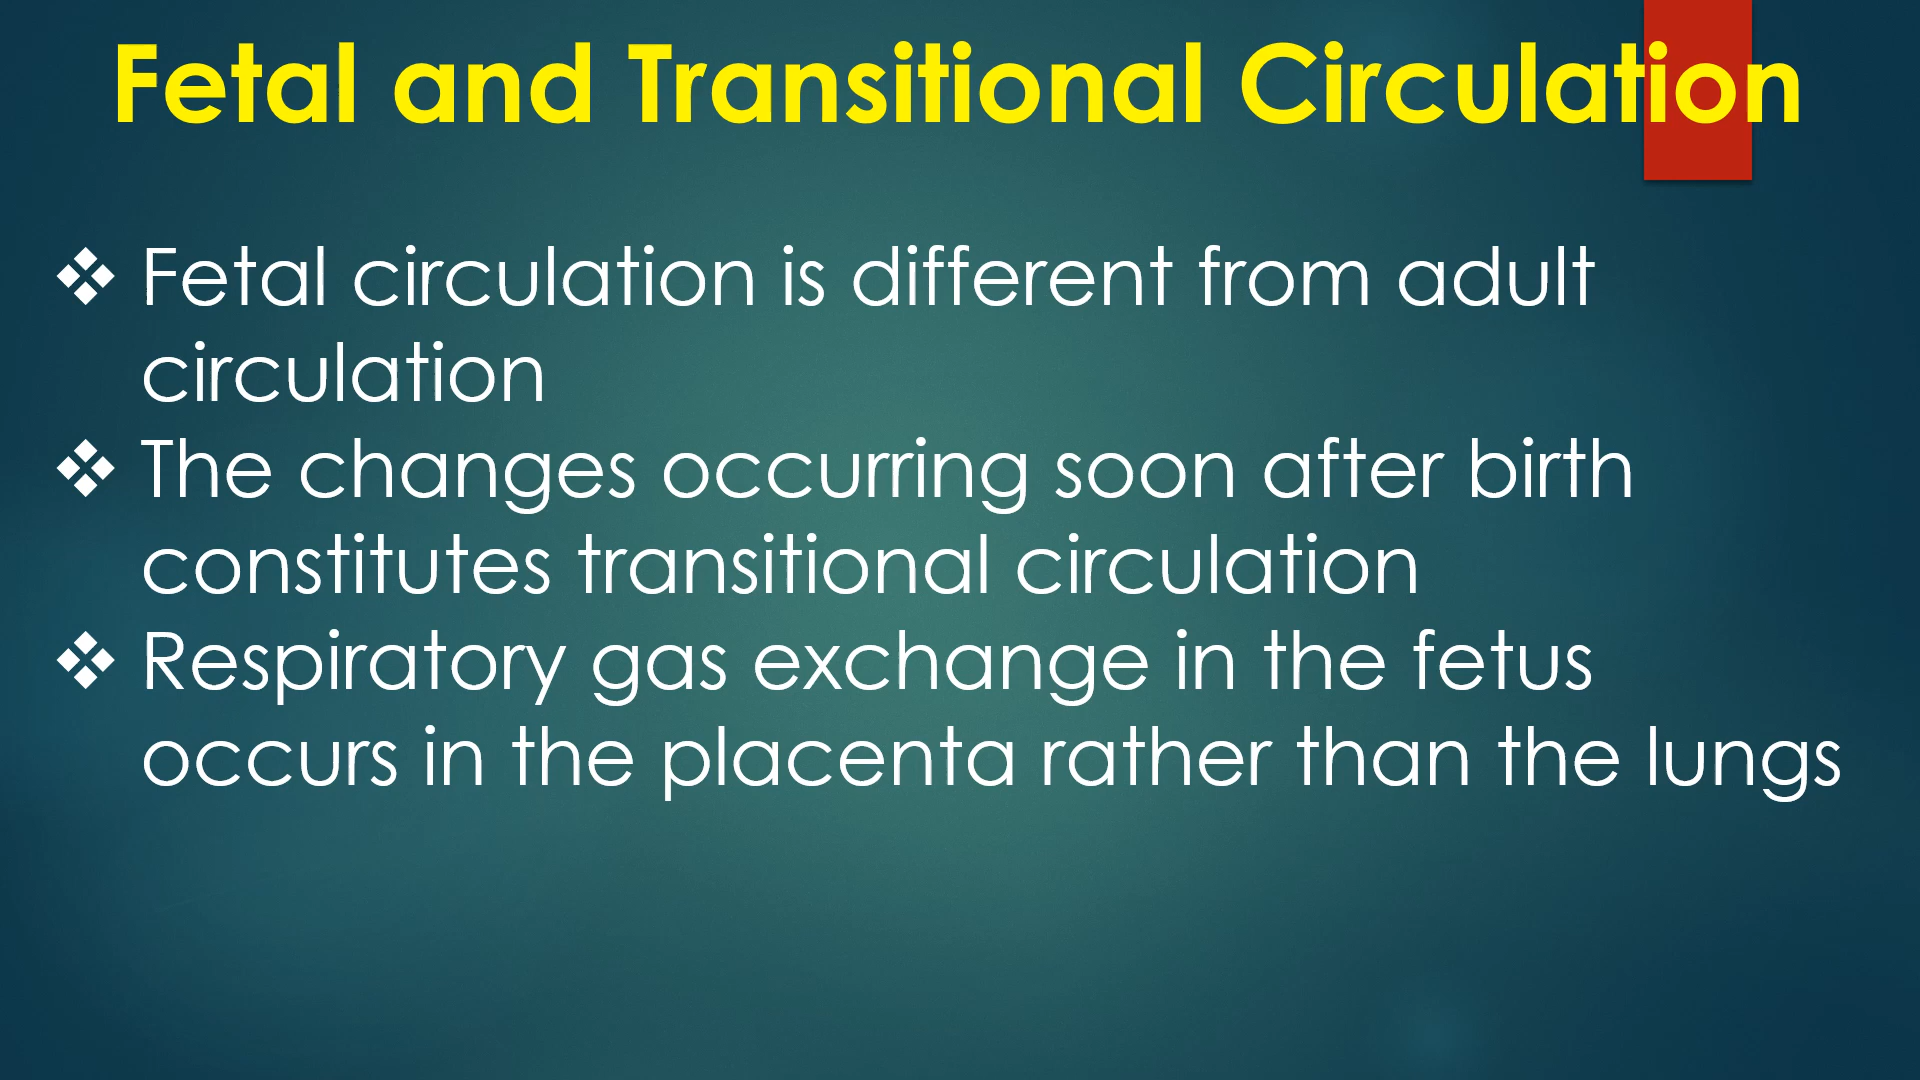 Fetal and Transitional Circulation
❖ Fetal circulation is different from adult
circulation
❖ The changes occurring soon after birth
constitutes transitional circulation
❖ Respiratory gas exchange in the fetus
occurs in the placenta rather than the lungs